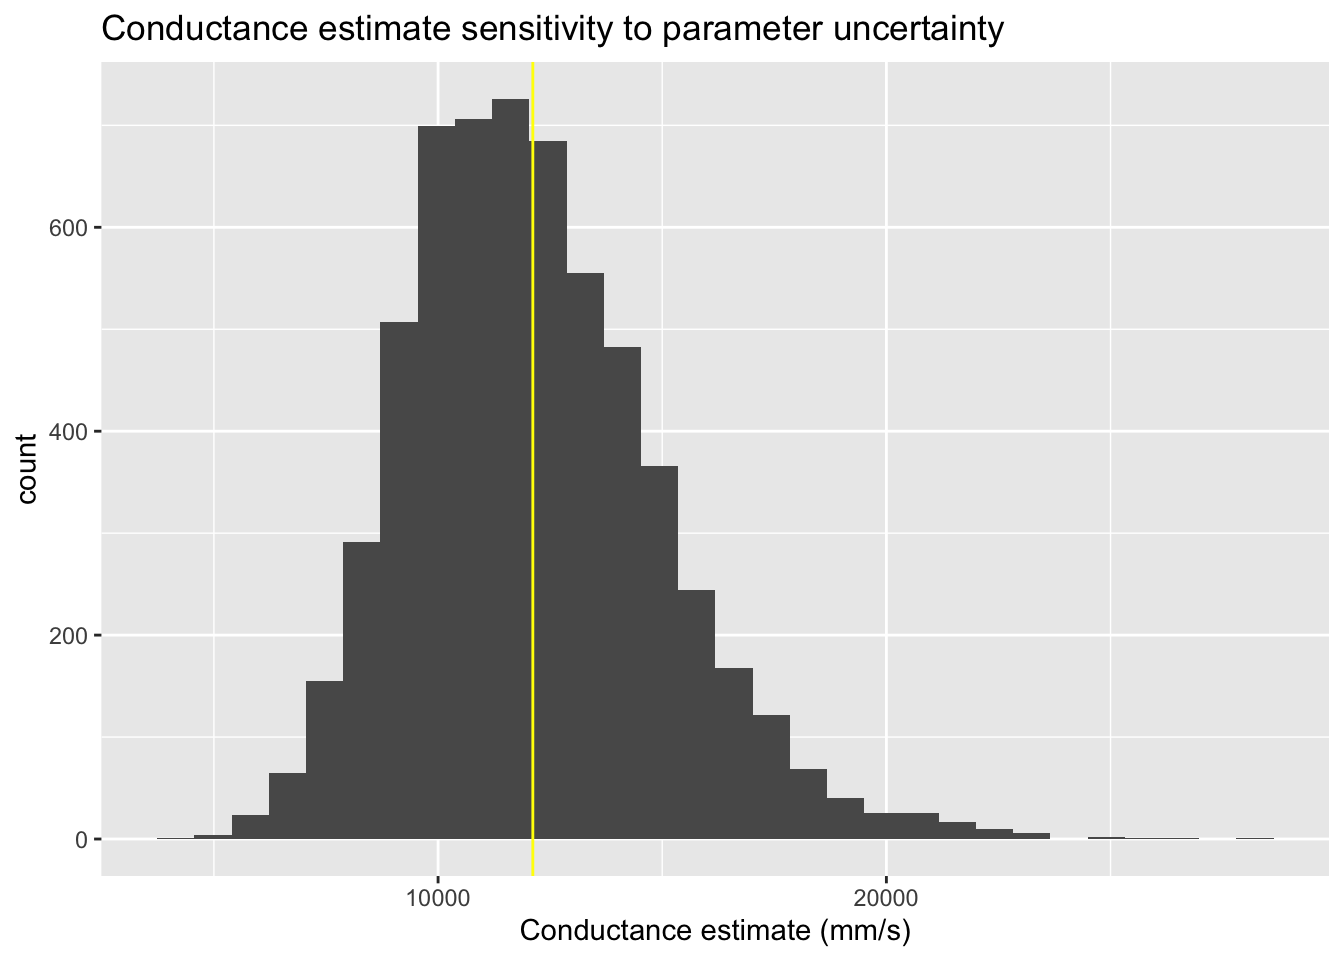 Conductance estimate sensitivity to parameter uncertainty
600
400
200
0
count
10000
20000
Conductance estimate (mm/s)